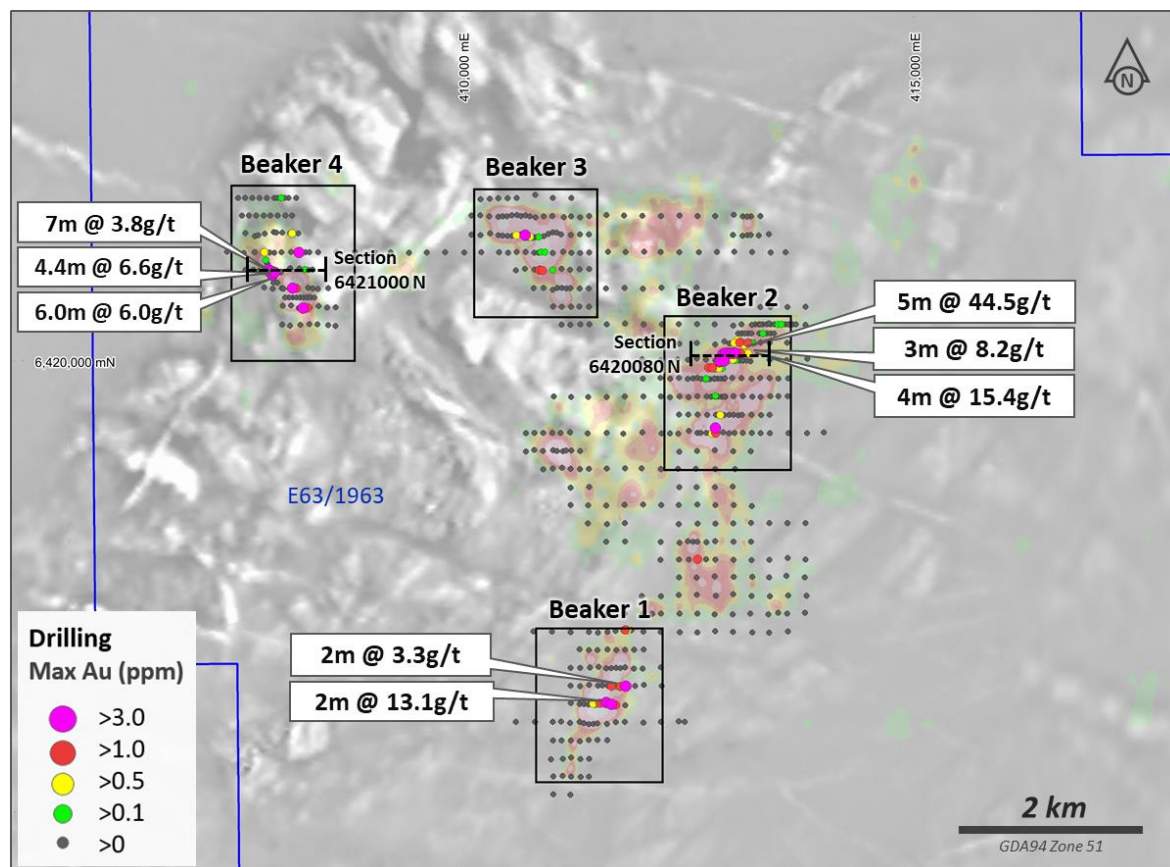 410,000 mE
415,000 mE
N
Beaker 4
Beaker 3
7m @ 3.8g/t
4.4m @ 6.6g/t
6.0m @ 6.0g/t
Section
6421000 N
Beaker 2
Section
6420080 N
5m @ 44.5g/t
3m @ 8.2g/t
4m @ 15.4g/t
6,420,000 mN
E63/1963
Beaker 1
2m @ 3.3g/t
2m @ 13.1g/t
Drilling
Max Au (ppm)
>3.0
>1.0
>0.5
>0.1
>0
2 km
GDA94 Zone 51